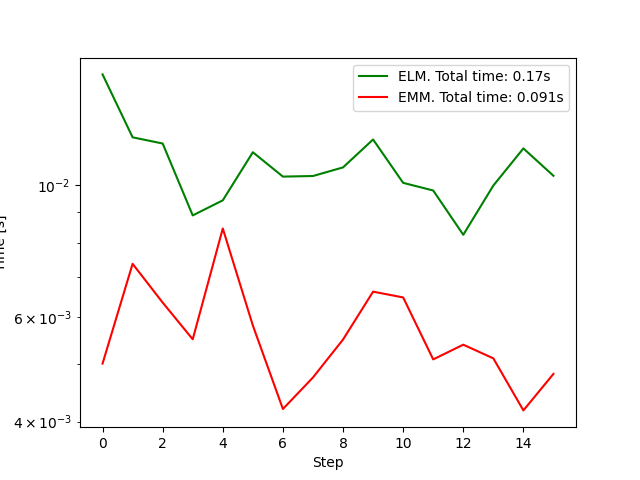 ELM. Total time: 0.17s
EMM. Total time: 0.091s
10⁻²
6 × 10⁻³
4 × 10⁻³
0 2 4 6 8 10 12 14
Step